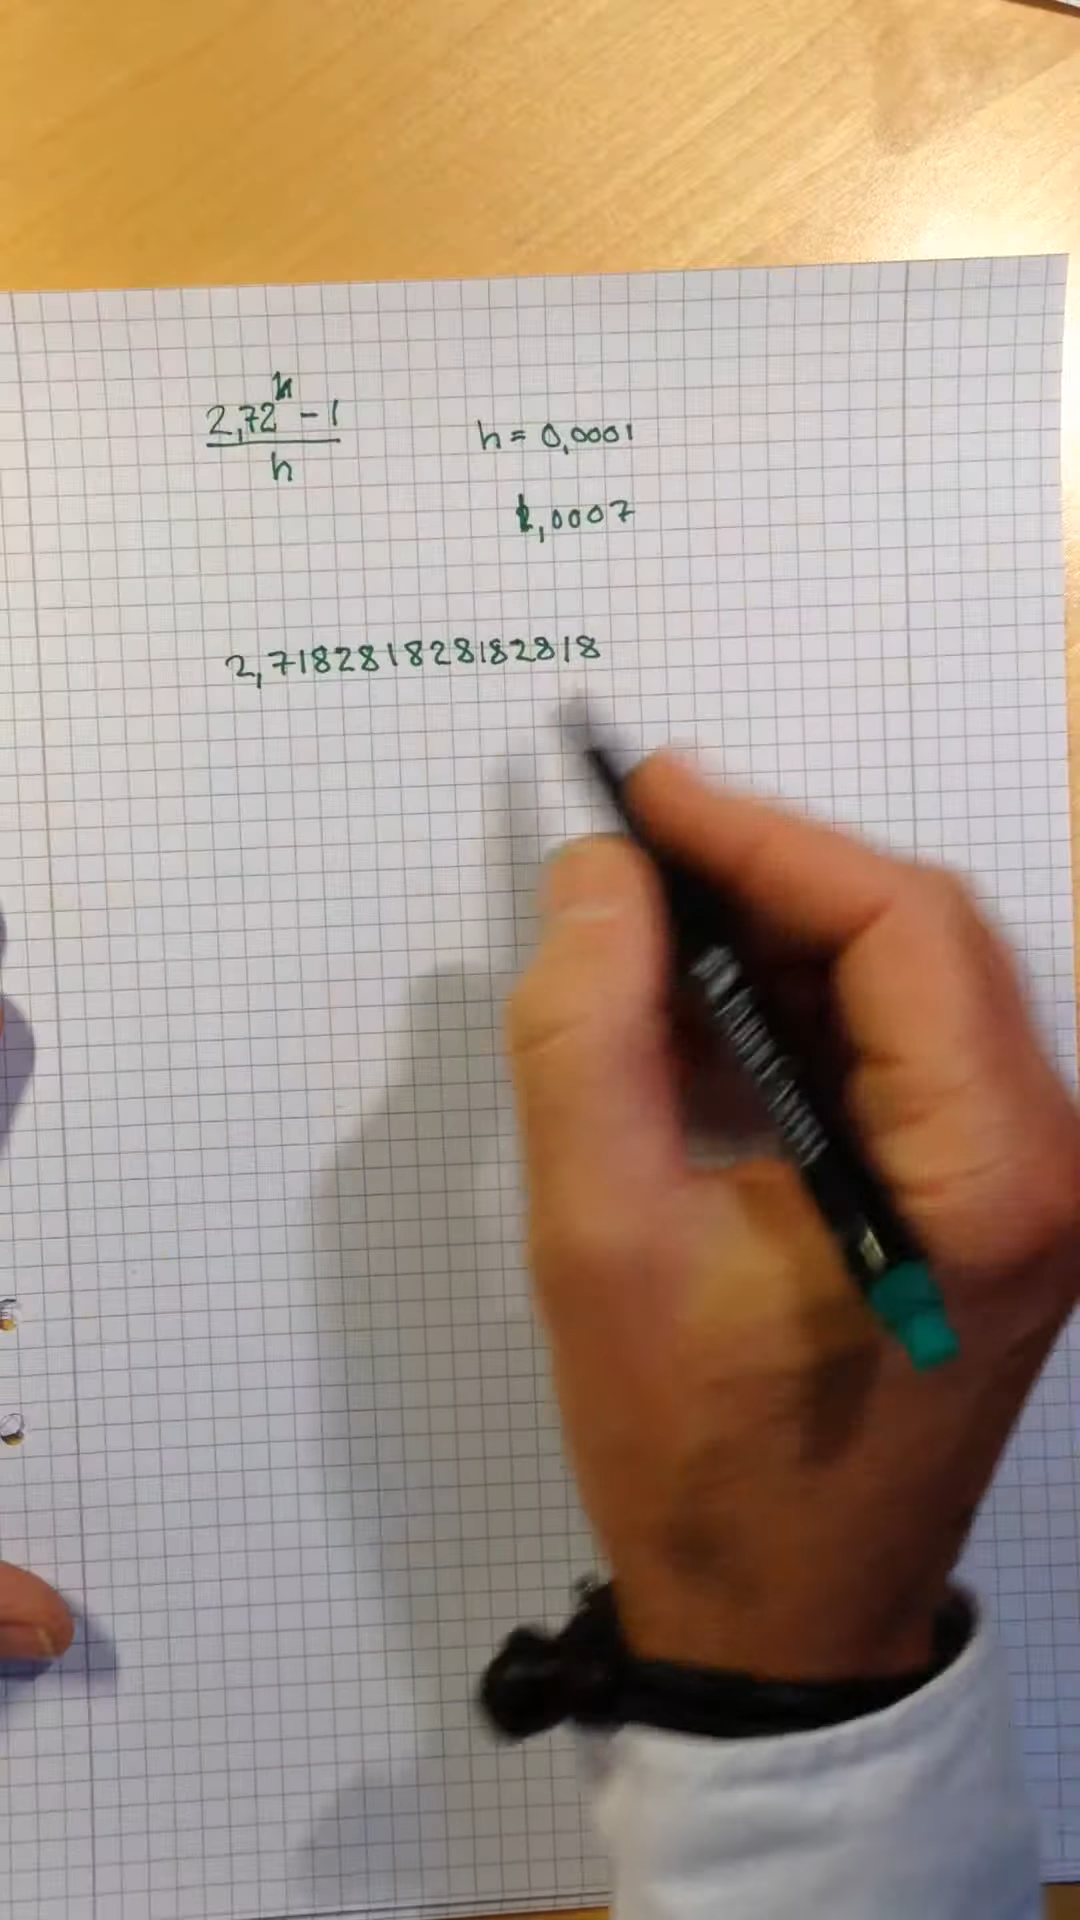 2,72^h - 1
h
h = 0,0001
1,0007
2,718281828182818